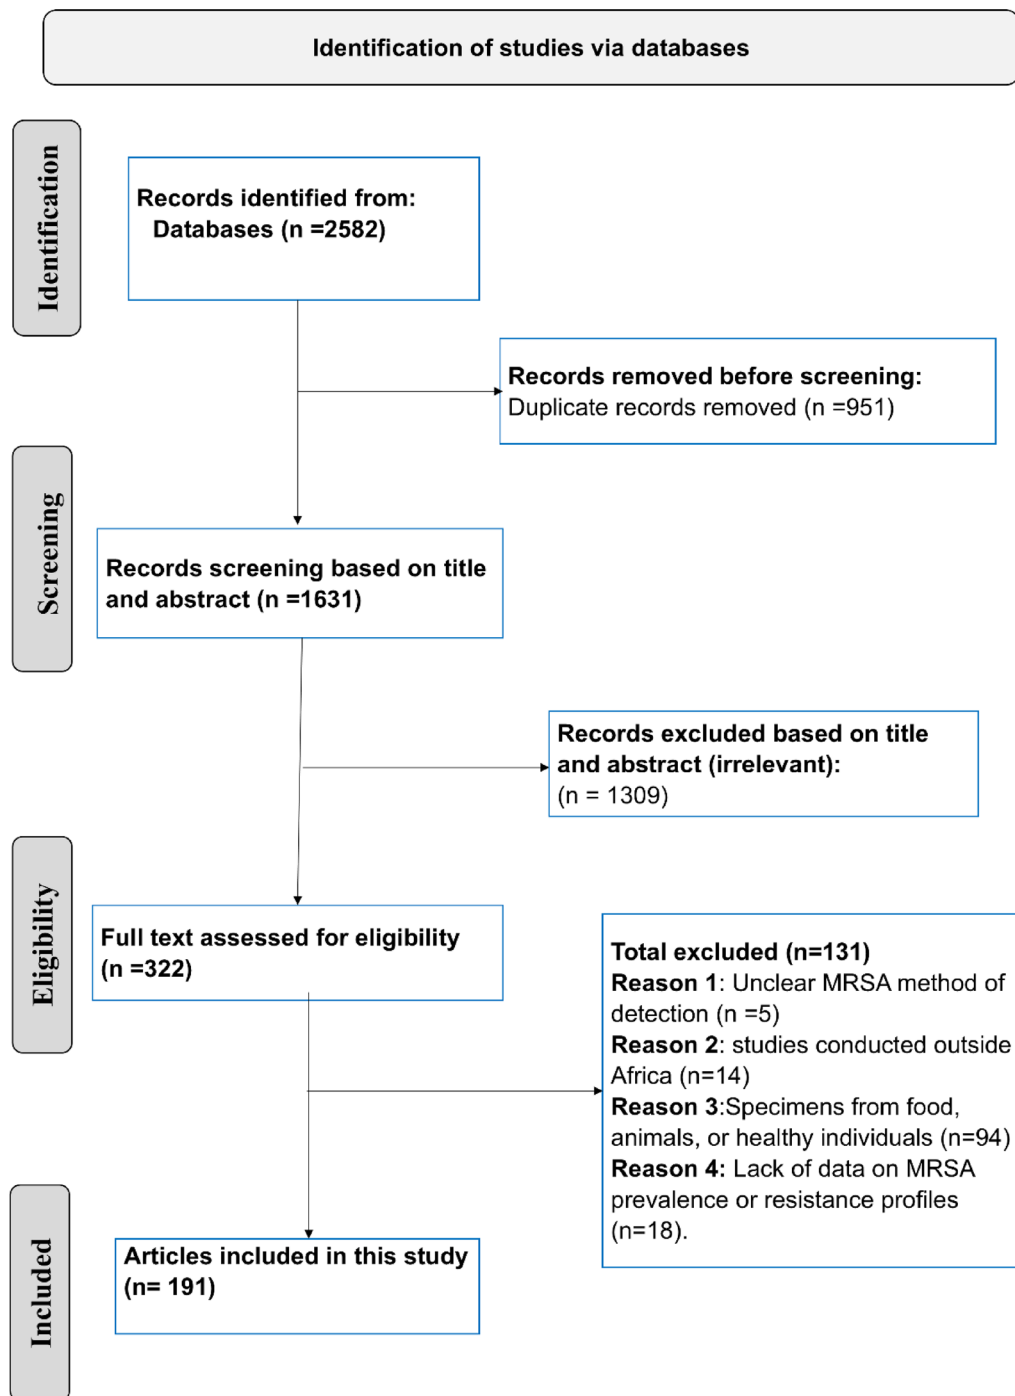 Identification of studies via databases
Identification
Records identified from:
Databases (n =2582)
Records removed before screening:
Duplicate records removed (n =951)
Screening
Records screening based on title
and abstract (n =1631)
Records excluded based on title
and abstract (irrelevant):
(n = 1309)
Eligibility
Full text assessed for eligibility
(n =322)
Total excluded (n=131)
Reason 1: Unclear MRSA method of
detection (n =5)
Reason 2: studies conducted outside
Africa (n=14)
Reason 3:Specimens from food,
animals, or healthy individuals (n=94)
Reason 4: Lack of data on MRSA
prevalence or resistance profiles
(n=18).
Included
Articles included in this study
(n= 191)